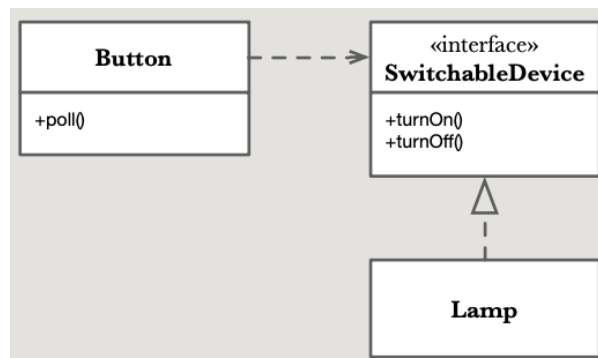 Button
+poll()
«interface»
SwitchableDevice
+turnOn()
+turnOff()
Lamp